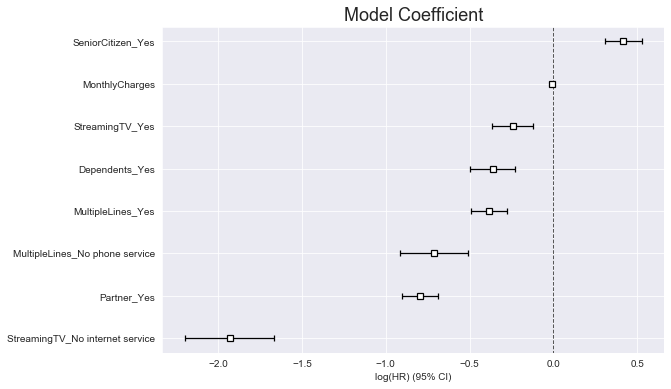 Model Coefficient
SeniorCitizen_Yes
MonthlyCharges
StreamingTV_Yes
Dependents_Yes
MultipleLines_Yes
MultipleLines_No phone service
Partner_Yes
StreamingTV_No internet service
−2.0 −1.5 −1.0 −0.5 0.0 0.5
log(HR) (95% CI)